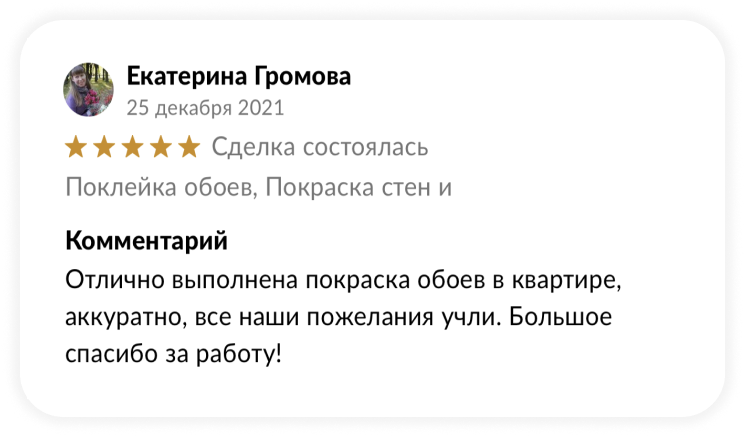 Екатерина Громова
25 декабря 2021
Сделка состоялась
Поклейка обоев, Покраска стен и
Комментарий
Отлично выполнена покраска обоев в квартире,
аккуратно, все наши пожелания учли. Большое
спасибо за работу!